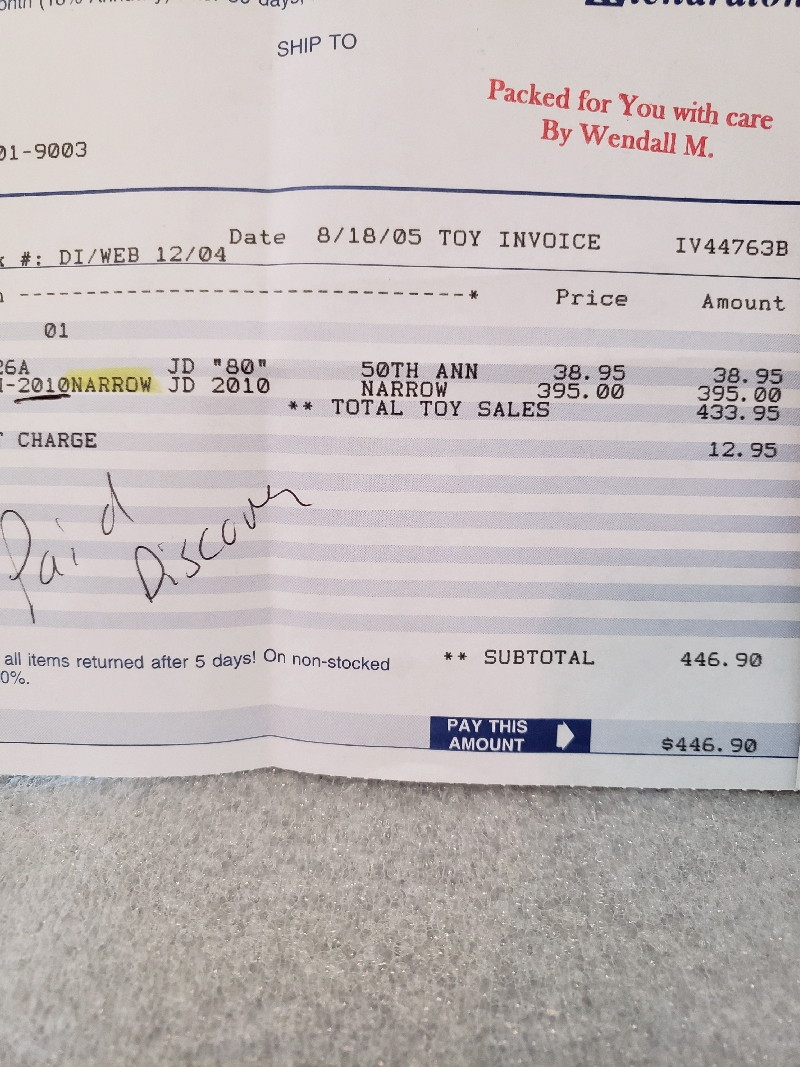 SHIP TO
Packed for You with care
By Wendall M.
01-9003
Date 8/18/05 TOY INVOICE IV44763B
#: DI/WEB 12/04
--------------------------------* Price Amount
01
26A JD "80" 50TH ANN 38.95 38.95
-2010NARROW JD 2010 NARROW 395.00 395.00
** TOTAL TOY SALES 433.95
CHARGE 12.95
Paid
Discover
all items returned after 5 days! On non-stocked
0%.
** SUBTOTAL 446.90
PAY THIS
AMOUNT $446.90